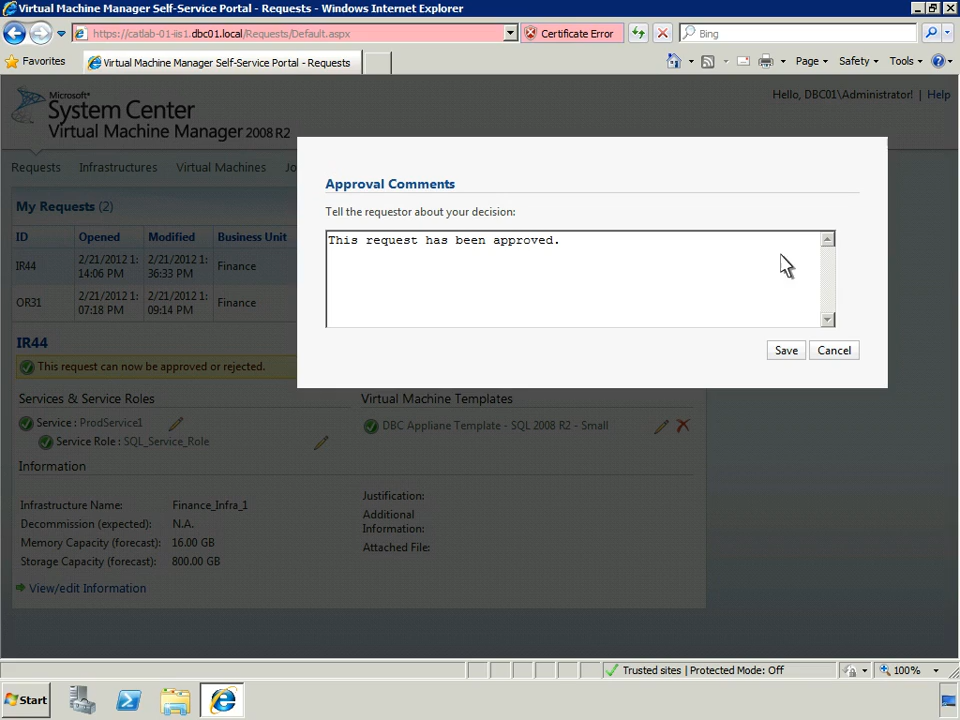 Virtual Machine Manager Self-Service Portal - Requests - Windows Internet Explorer
https://catlab-01-iis1.dbc01.local/Requests/Default.aspx
Certificate Error
Bing
Favorites
Virtual Machine Manager Self-Service Portal - Requests
Page
Safety
Tools
Microsoft®
System Center
Virtual Machine Manager 2008 R2
Hello, DBC01\Administrator! | Help
Requests
Infrastructures
Virtual Machines
Jo
My Requests (2)
ID
Opened
Modified
Business Unit
IR44
2/21/2012 1:
14:06 PM
2/21/2012 1:
36:33 PM
Finance
OR31
2/21/2012 1:
07:18 PM
2/21/2012 1:
09:14 PM
Finance
IR44
This request can now be approved or rejected.
Approval Comments
Tell the requestor about your decision:
This request has been approved.
Save
Cancel
Services & Service Roles
Service : ProdService1
Service Role : SQL_Service_Role
Virtual Machine Templates
DBC Appliane Template - SQL 2008 R2 - Small
Information
Infrastructure Name: Finance_Infra_1
Decommission (expected): N.A.
Memory Capacity (forecast): 16.00 GB
Storage Capacity (forecast): 800.00 GB
Justification:
Additional
Information:
Attached File:
View/edit Information
Trusted sites | Protected Mode: Off
100%
Start